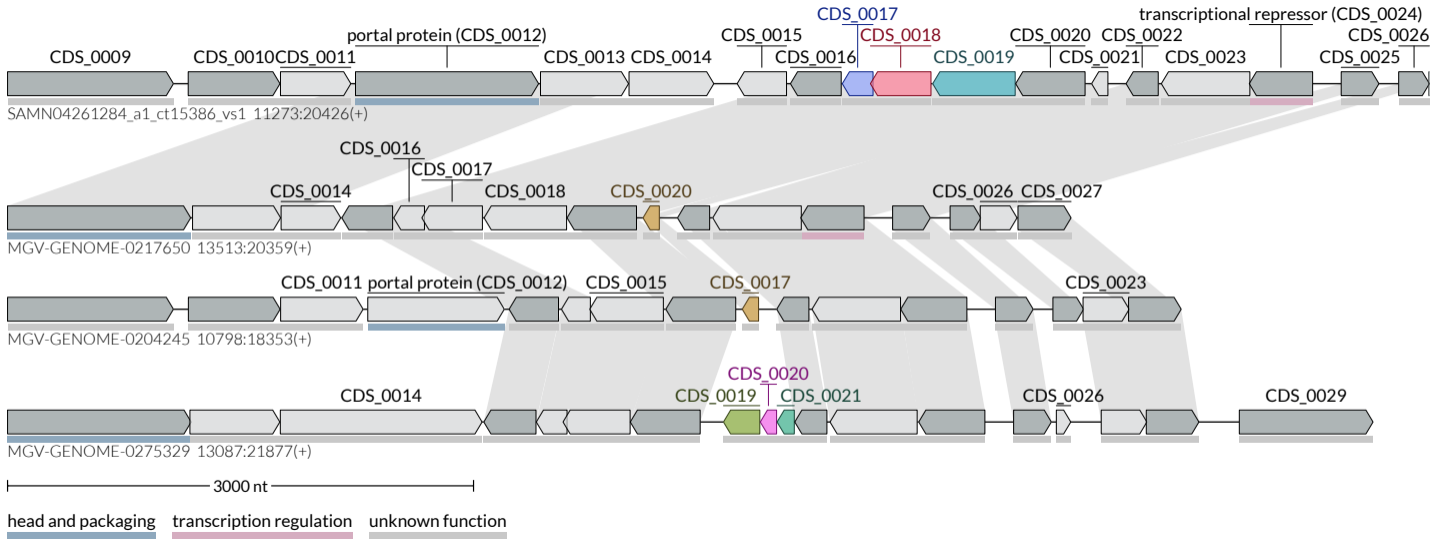 CDS_0017 transcriptional repressor (CDS_0024)
portal protein (CDS_0012) CDS_0015 CDS_0018 CDS_0020 CDS_0022 CDS_0026
CDS_0009 CDS_0010 CDS_0011 CDS_0013 CDS_0014 CDS_0016 CDS_0019 CDS_0021 CDS_0023 CDS_0025
SAMN04261284_a1_ct15386_vs1 11273:20426(+)
CDS_0016
CDS_0017
CDS_0014 CDS_0018 CDS_0020 CDS_0026 CDS_0027
MGV-GENOME-0217650 13513:20359(+)
CDS_0011 portal protein (CDS_0012) CDS_0015 CDS_0017 CDS_0023
MGV-GENOME-0204245 10798:18353(+)
CDS_0020
CDS_0014 CDS_0019 CDS_0021 CDS_0026 CDS_0029
MGV-GENOME-0275329 13087:21877(+)
3000 nt
head and packaging transcription regulation unknown function